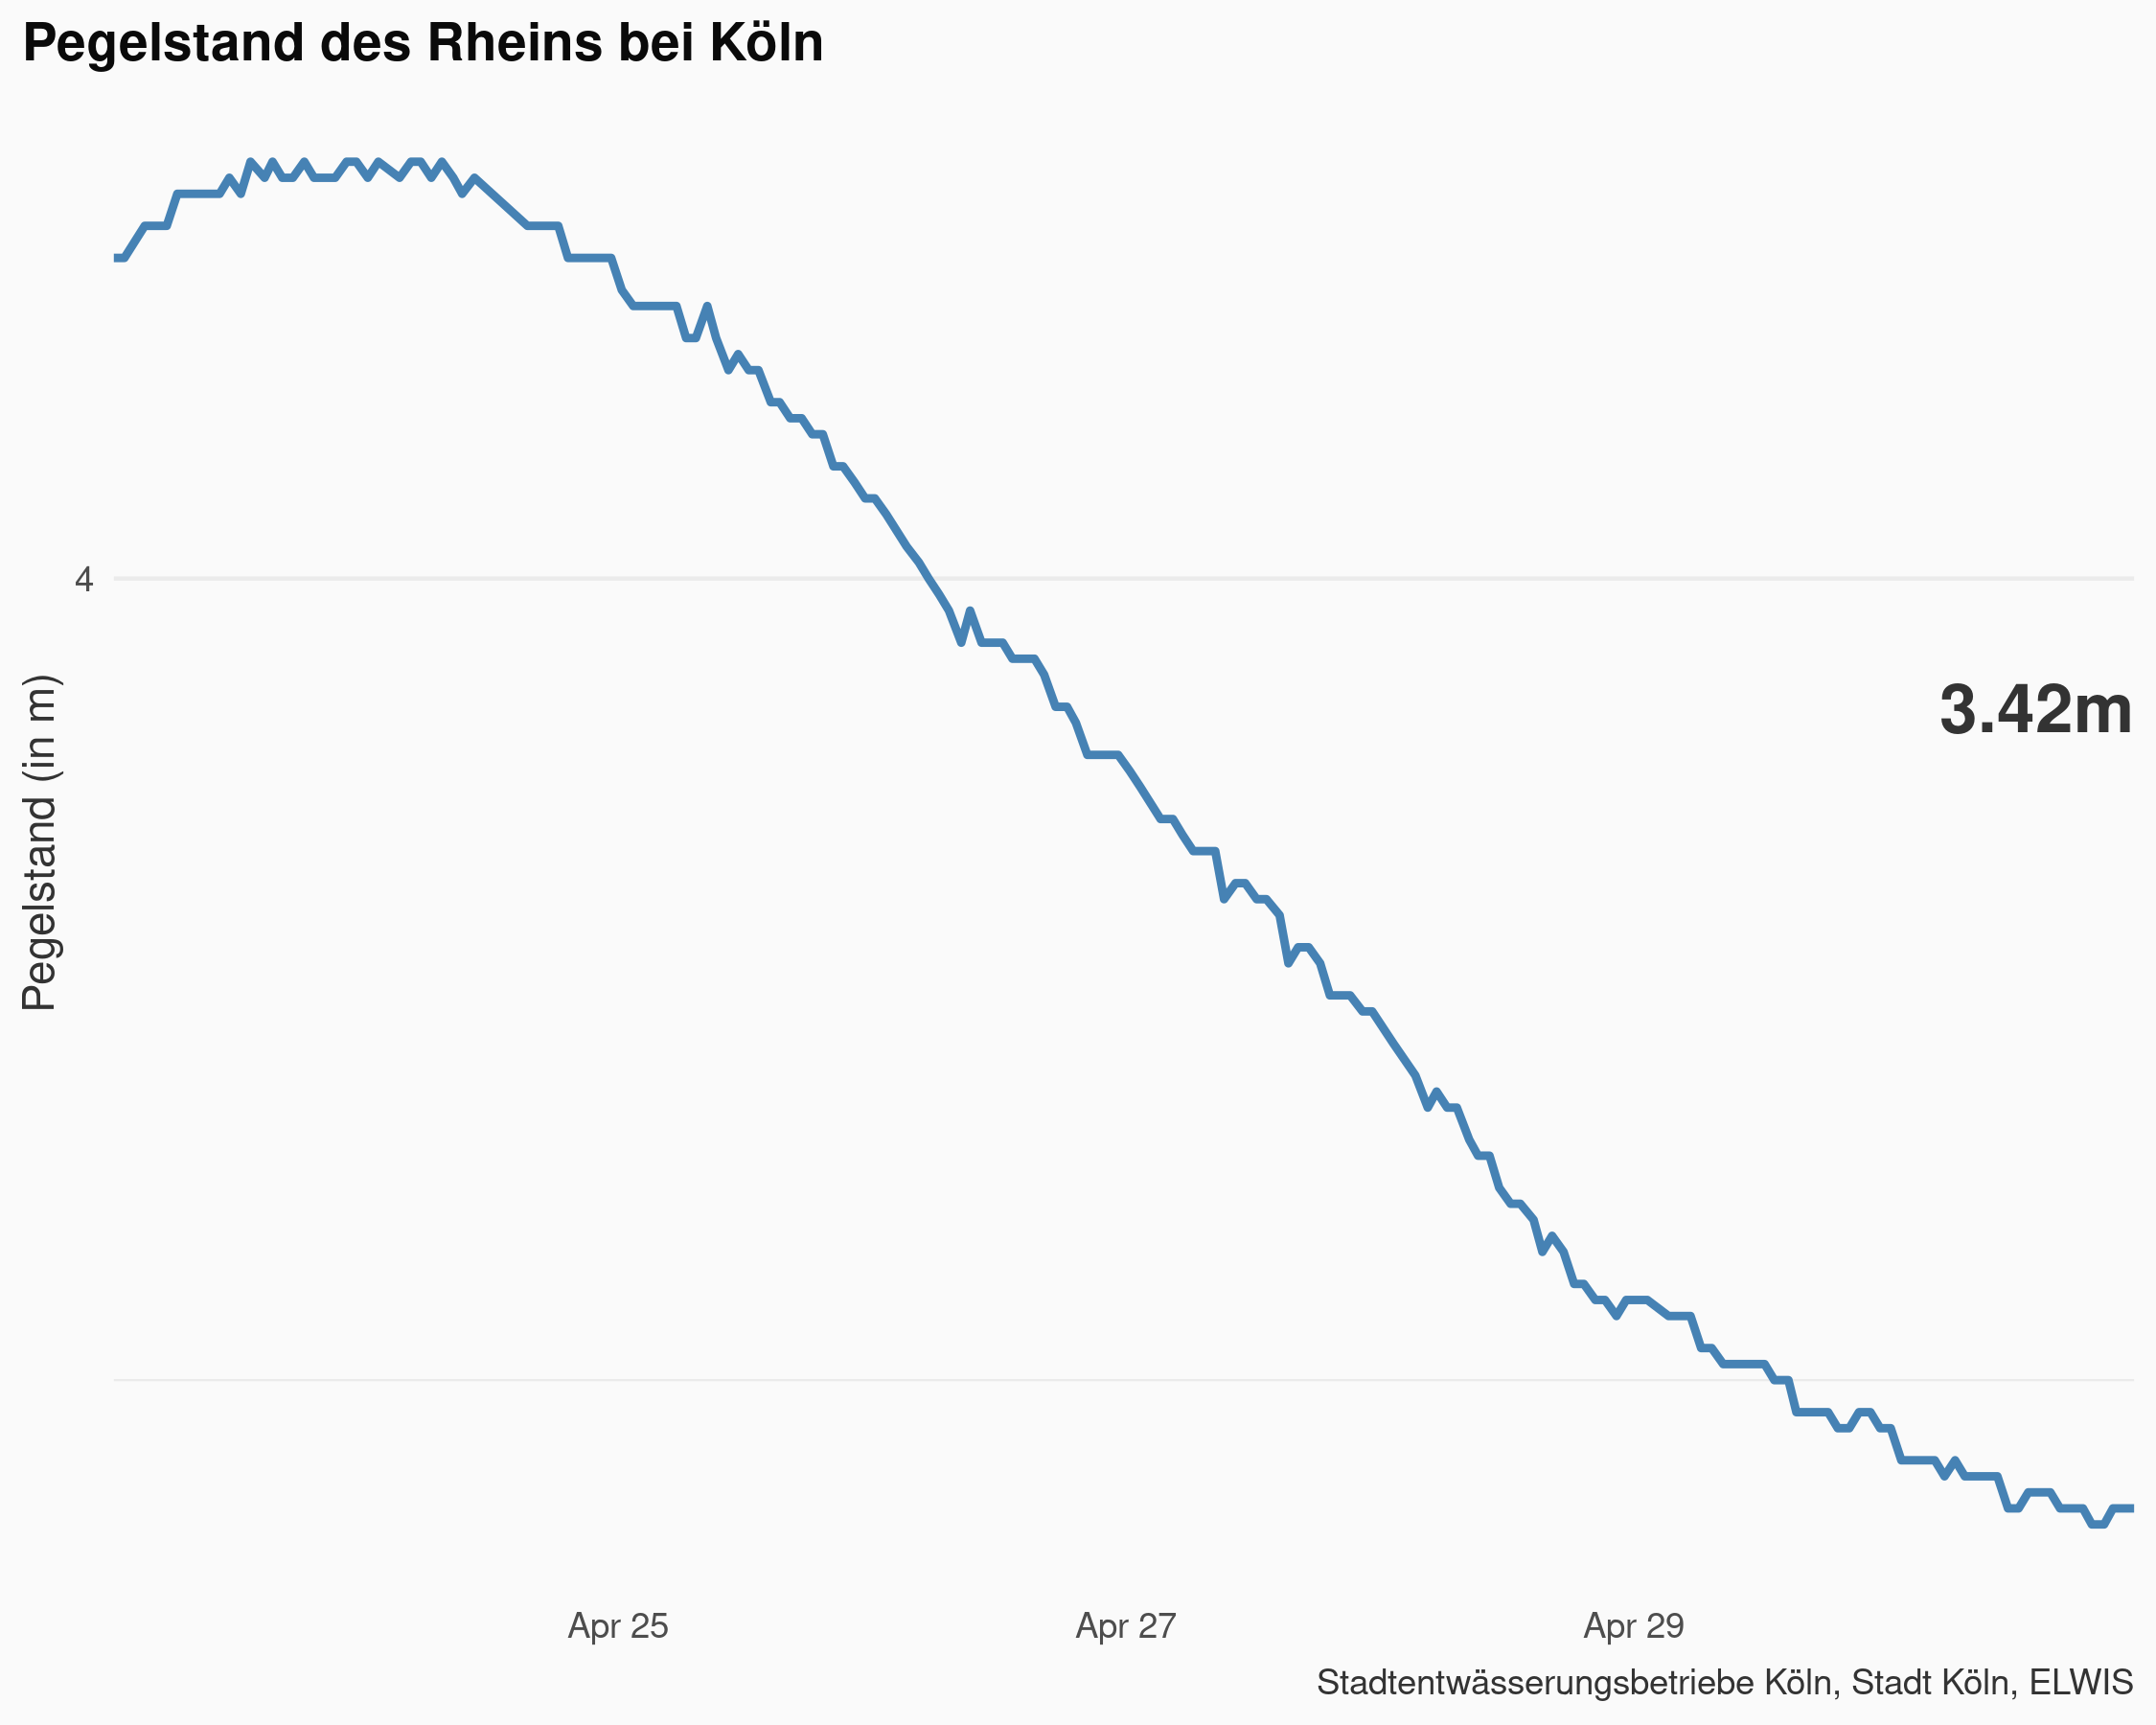 Pegelstand des Rheins bei Köln
4
Pegelstand (in m)
3.42m
Apr 25
Apr 27
Apr 29
Stadtentwässerungsbetriebe Köln, Stadt Köln, ELWIS